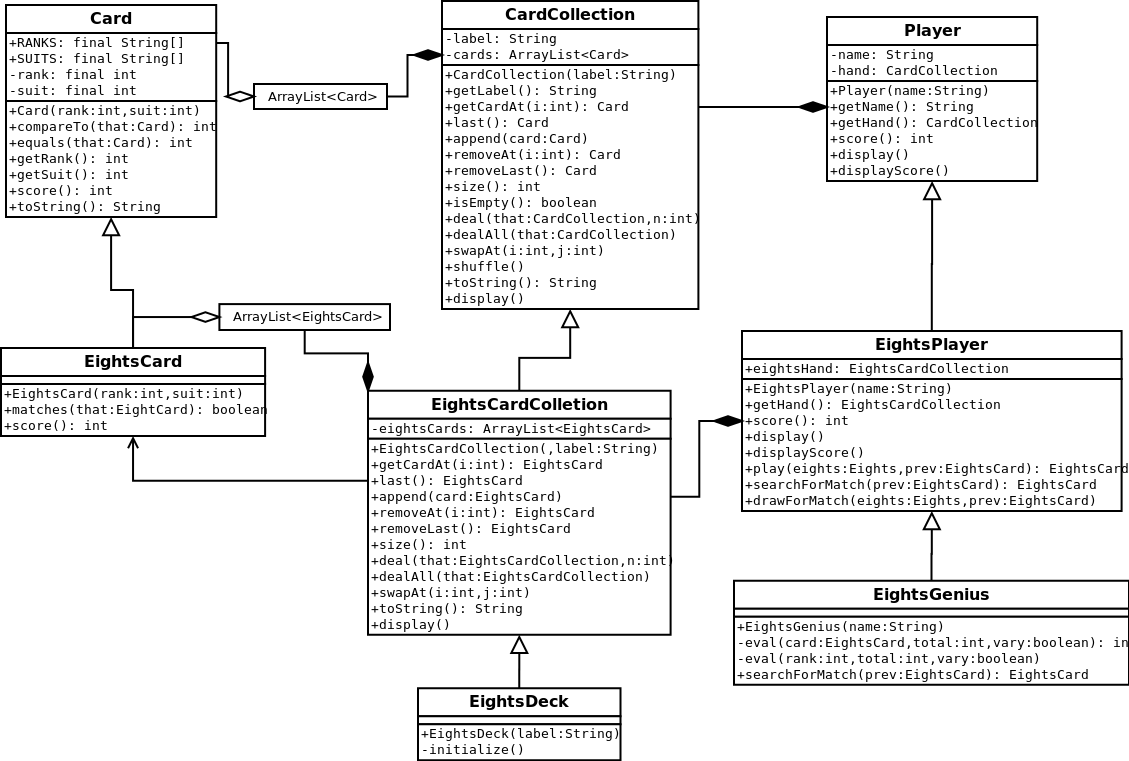 Card
+RANKS: final String[]
+SUITS: final String[]
-rank: final int
-suit: final int
+Card(rank:int,suit:int)
+compareTo(that:Card): int
+equals(that:Card): int
+getRank(): int
+getSuit(): int
+score(): int
+toString(): String
ArrayList<Card>
CardCollection
-label: String
-cards: ArrayList<Card>
+CardCollection(label:String)
+getLabel(): String
+getCardAt(i:int): Card
+last(): Card
+append(card:Card)
+removeAt(i:int): Card
+removeLast(): Card
+size(): int
+isEmpty(): boolean
+deal(that:CardCollection,n:int)
+dealAll(that:CardCollection)
+swapAt(i:int,j:int)
+shuffle()
+toString(): String
+display()
Player
-name: String
-hand: CardCollection
+Player(name:String)
+getName(): String
+getHand(): CardCollection
+score(): int
+display()
+displayScore()
ArrayList<EightsCard>
EightsCard
+EightsCard(rank:int,suit:int)
+matches(that:EightCard): boolean
+score(): int
EightsCardColletion
-eightsCards: ArrayList<EightsCard>
+EightsCardCollection(,label:String)
+getCardAt(i:int): EightsCard
+last(): EightsCard
+append(card:EightsCard)
+removeAt(i:int): EightsCard
+removeLast(): EightsCard
+size(): int
+deal(that:EightsCardCollection,n:int)
+dealAll(that:EightsCardCollection)
+swapAt(i:int,j:int)
+toString(): String
+display()
EightsPlayer
+eightsHand: EightsCardCollection
+EightsPlayer(name:String)
+getHand(): EightsCardCollection
+score(): int
+display()
+displayScore()
+play(eights:Eights,prev:EightsCard): EightsCard
+searchForMatch(prev:EightsCard): EightsCard
+drawForMatch(eights:Eights,prev:EightsCard)
EightsGenius
+EightsGenius(name:String)
-eval(card:EightsCard,total:int,vary:boolean): in
-eval(rank:int,total:int,vary:boolean)
+searchForMatch(prev:EightsCard): EightsCard
EightsDeck
+EightsDeck(label:String)
-initialize()